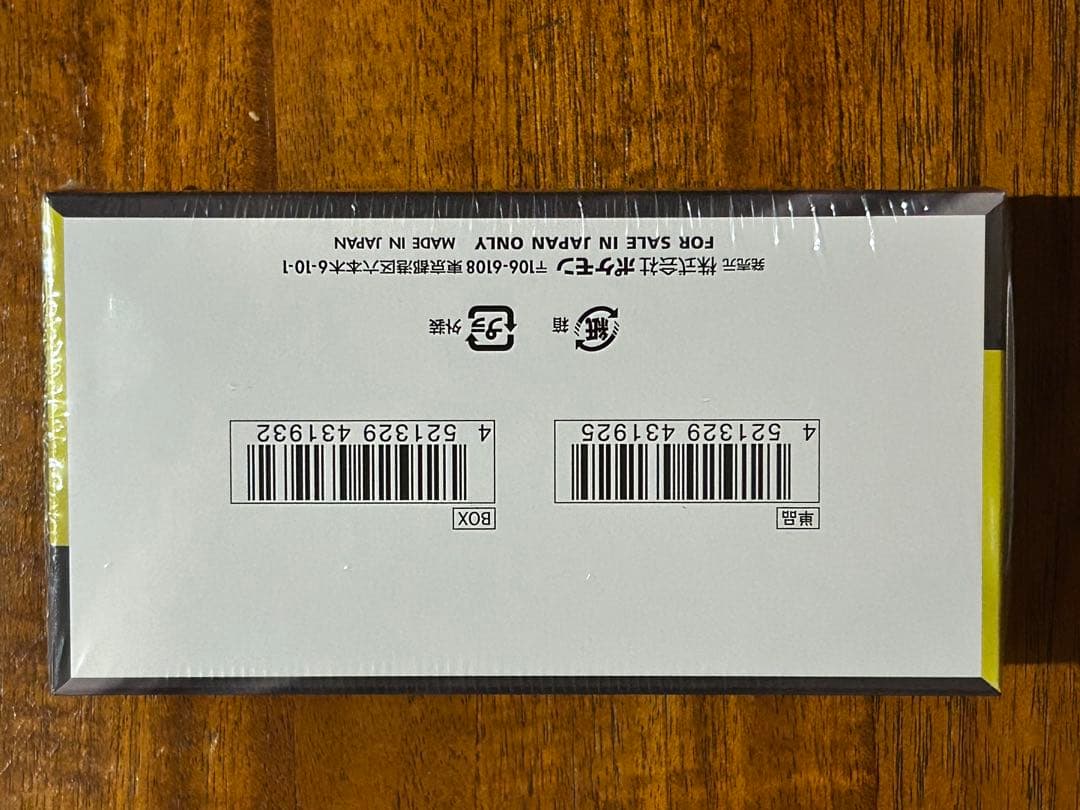 単品
BOX
4 521329 431925
4 521329 431932
紙 箱
プラ 外装
発売元 株式会社ポケモン 〒106-6108 東京都港区六本木6-10-1
FOR SALE IN JAPAN ONLY MADE IN JAPAN